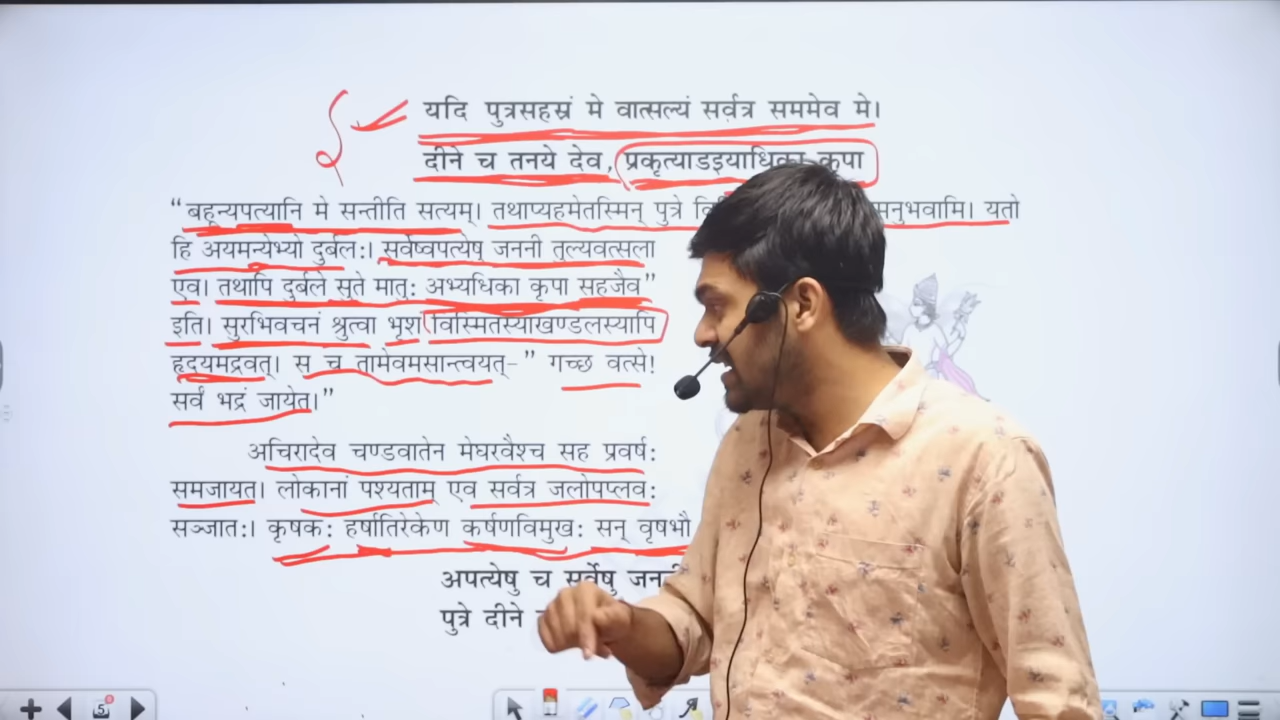 यदि पुत्रसहस्रं मे वात्सल्यं सर्वत्र सममेव मे।
दीने च तनये देव, प्रकृत्याडइयाधिका कृपा
“बहून्यपत्यानि मे सन्तीति सत्यम्। तथाप्यहमेतस्मिन् पुत्रे यतो
हि अयमन्येभ्यो दुर्बलः। सर्वेष्वपत्येषु जननी तुल्यवत्सला
एव। तथापि दुर्बले सुते मातुः अभ्यधिका कृपा सहजैव”
इति। सुरभिवचनं श्रुत्वा भृश विस्मितस्याखण्डलस्यापि
हृदयमद्रवत्। स च तामेवमसान्त्वयत्-” गच्छ वत्से!
सर्वं भद्रं जायेत।”
अचिरादेव चण्डवातेन मेघरवैश्च सह प्रवर्षः
समजायत। लोकानां पश्यताम् एव सर्वत्र जलोपप्लवः
सञ्जातः। कृषकः हर्षातिरेकेण कर्षणविमुखः सन् वृषभौ
अपत्येषु च सर्वेषु
पुत्रे दीने